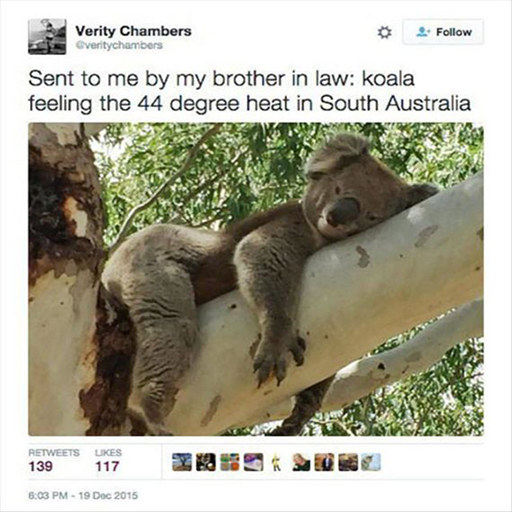 Verity Chambers
@veritychambers
Follow
Sent to me by my brother in law: koala
feeling the 44 degree heat in South Australia
RETWEETS LIKES
139 117
6:03 PM - 19 Dec 2015